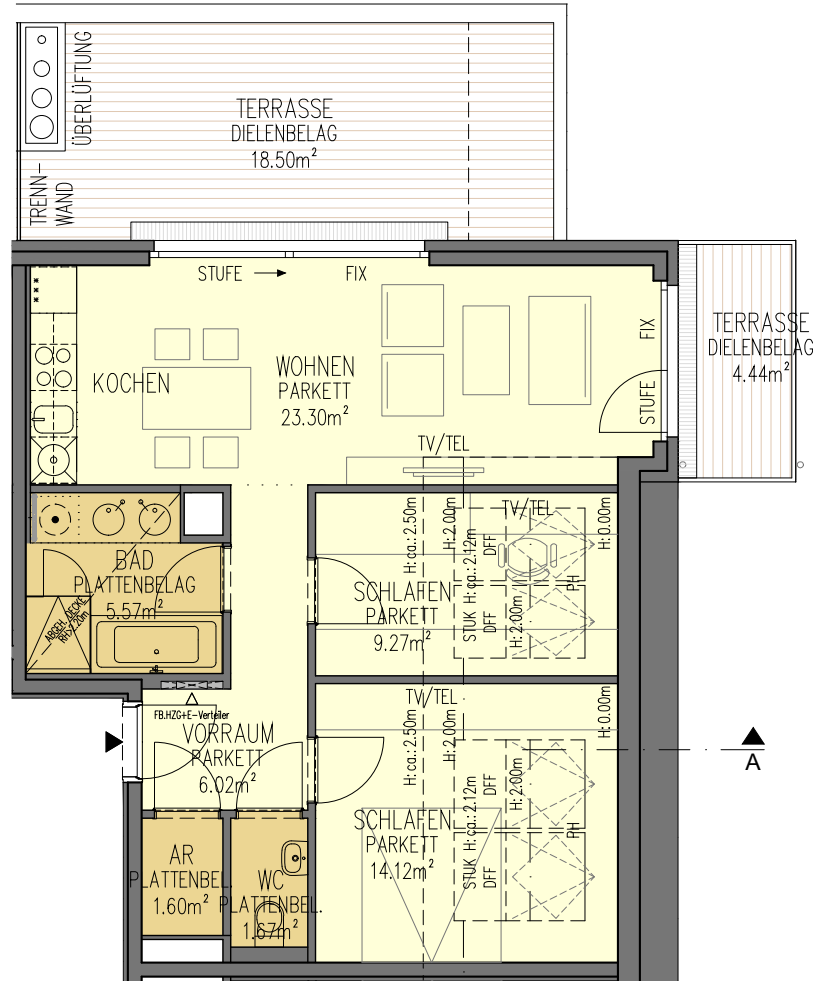 ÜBERLÜFTUNG
TERRASSE
DIELENBELAG
18.50m²
TRENN-
WAND
STUFE
FIX
KOCHEN
WOHNEN
PARKETT
23.30m²
FIX
STUFE
TERRASSE
DIELENBELAG
4.44m²
TV/TEL
BAD
PLATTENBELAG
5.57m²
ABGEH. DECKE
RH>2.20m
TV/TEL
H: ca.: 2.50m
H: 2.00m
STUK H: ca.: 2.12m
DFF
DFF
H: 2.00m
PH
H: 0.00m
SCHLAFEN
PARKETT
9.27m²
FB.HZG+E-Verteiler
VORRAUM
PARKETT
6.02m²
TV/TEL
H: ca.: 2.50m
H: 2.00m
STUK H: ca.: 2.12m
DFF
DFF
H: 2.00m
PH
H: 0.00m
SCHLAFEN
PARKETT
14.12m²
A
AR
PLATTENBEL.
1.60m²
WC
PLATTENBEL.
1.67m²